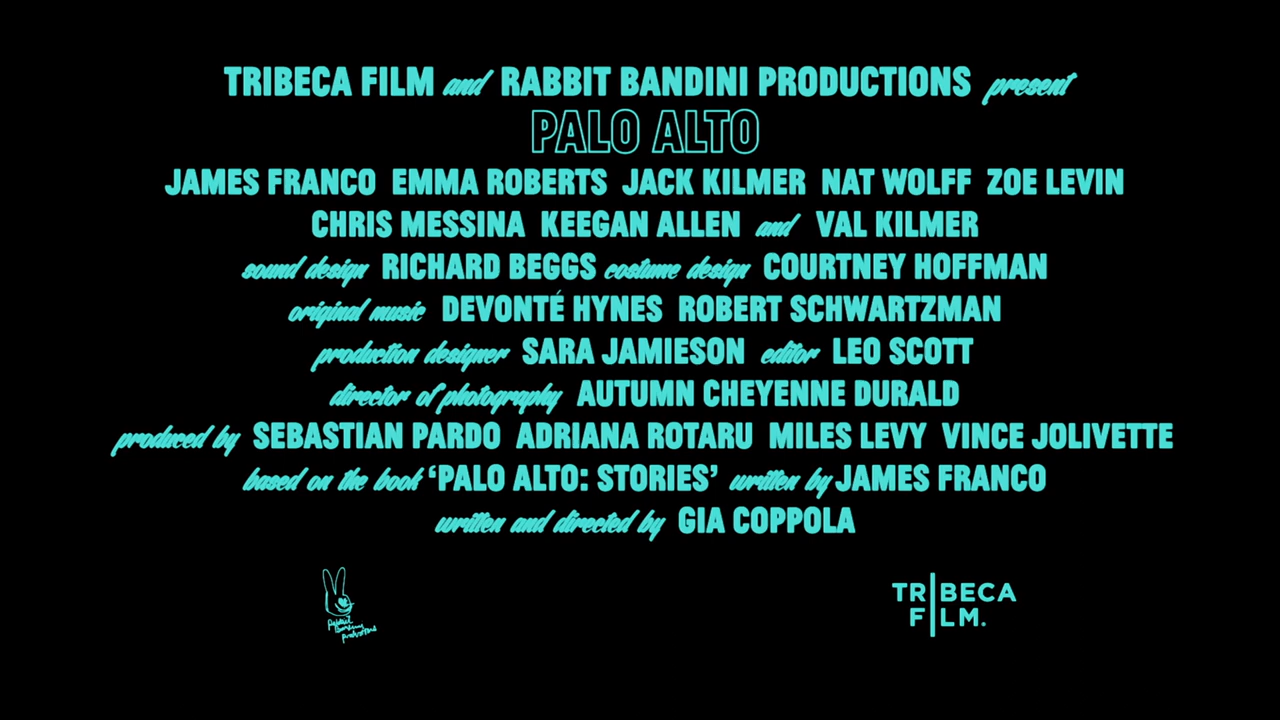 TRIBECA FILM and RABBIT BANDINI PRODUCTIONS present
PALO ALTO
JAMES FRANCO EMMA ROBERTS JACK KILMER NAT WOLFF ZOE LEVIN
CHRIS MESSINA KEEGAN ALLEN and VAL KILMER
sound design RICHARD BEGGS costume design COURTNEY HOFFMAN
original music DEVONTÉ HYNES ROBERT SCHWARTZMAN
production designer SARA JAMIESON editor LEO SCOTT
director of photography AUTUMN CHEYENNE DURALD
produced by SEBASTIAN PARDO ADRIANA ROTARU MILES LEVY VINCE JOLIVETTE
based on the book ‘PALO ALTO: STORIES’ written by JAMES FRANCO
written and directed by GIA COPPOLA
Rabbit
Bandini
productions
TRIBECA
FILM.